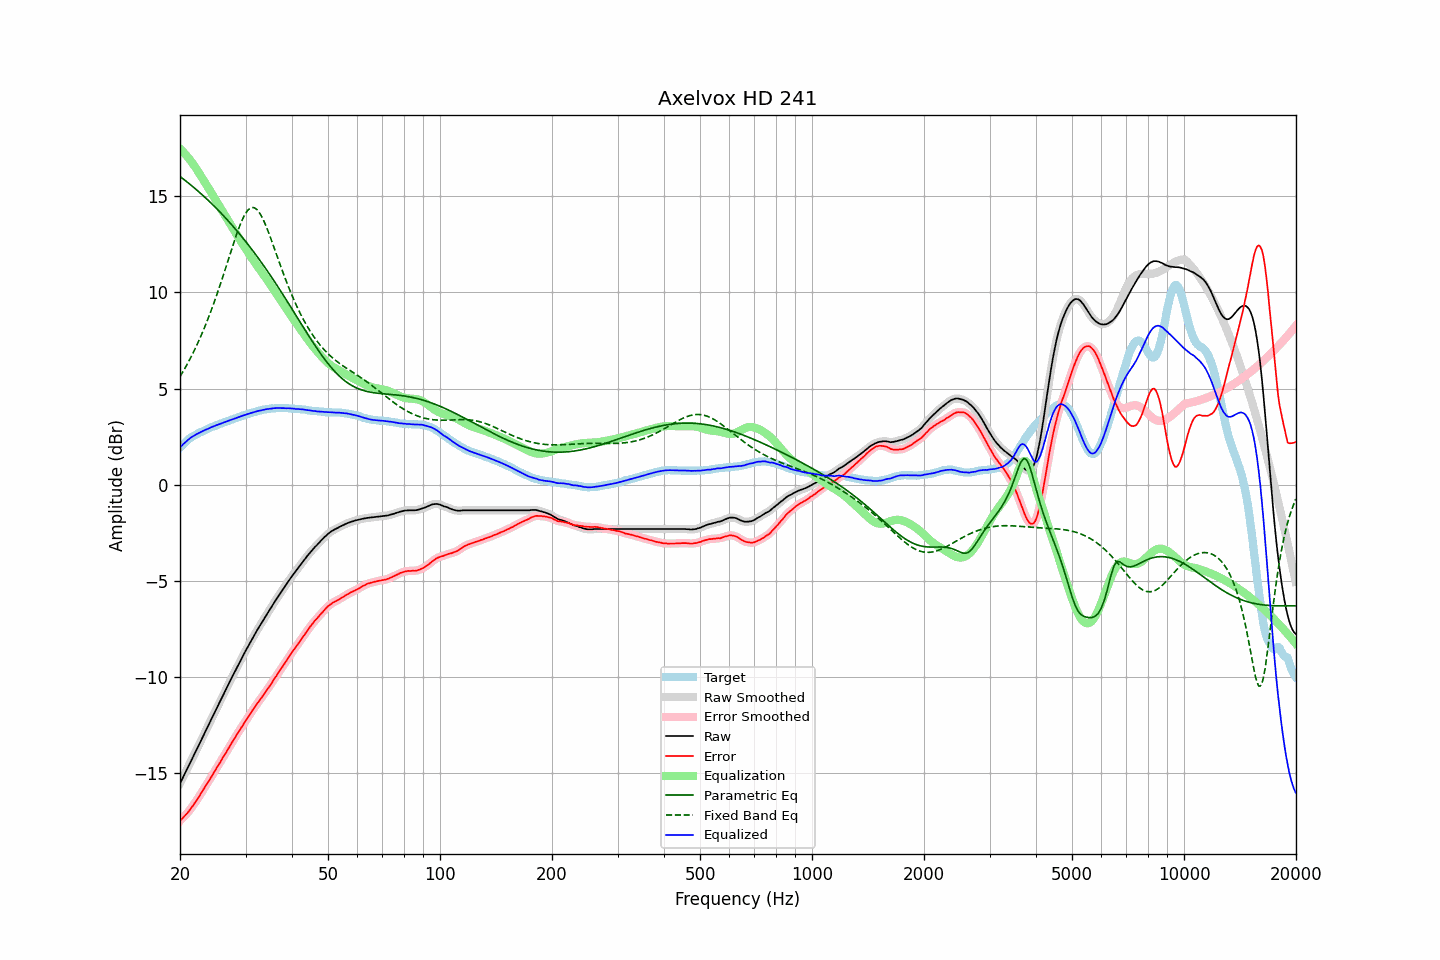 Axelvox HD 241
Amplitude (dBr)
15
10
5
0
−5
−10
−15
20
50
100
200
500
1000
2000
5000
10000
20000
Frequency (Hz)
Target
Raw Smoothed
Error Smoothed
Raw
Error
Equalization
Parametric Eq
Fixed Band Eq
Equalized